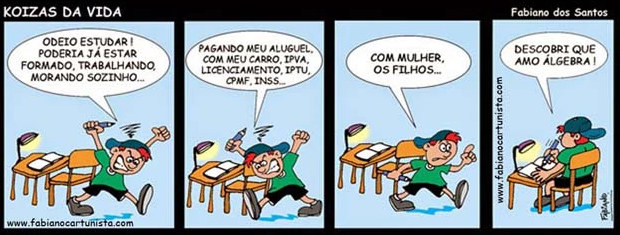 KOIZAS DA VIDA
Fabiano dos Santos
ODEIO ESTUDAR!
PODERIA JÁ ESTAR
FORMADO, TRABALHANDO,
MORANDO SOZINHO...
www.fabianocartunista.com
PAGANDO MEU ALUGUEL,
COM MEU CARRO, IPVA,
LICENCIAMENTO, IPTU,
CPMF, INSS...
COM MULHER,
OS FILHOS...
DESCOBRI QUE
AMO ÁLGEBRA!
www.fabianocartunista.com
FABIANO